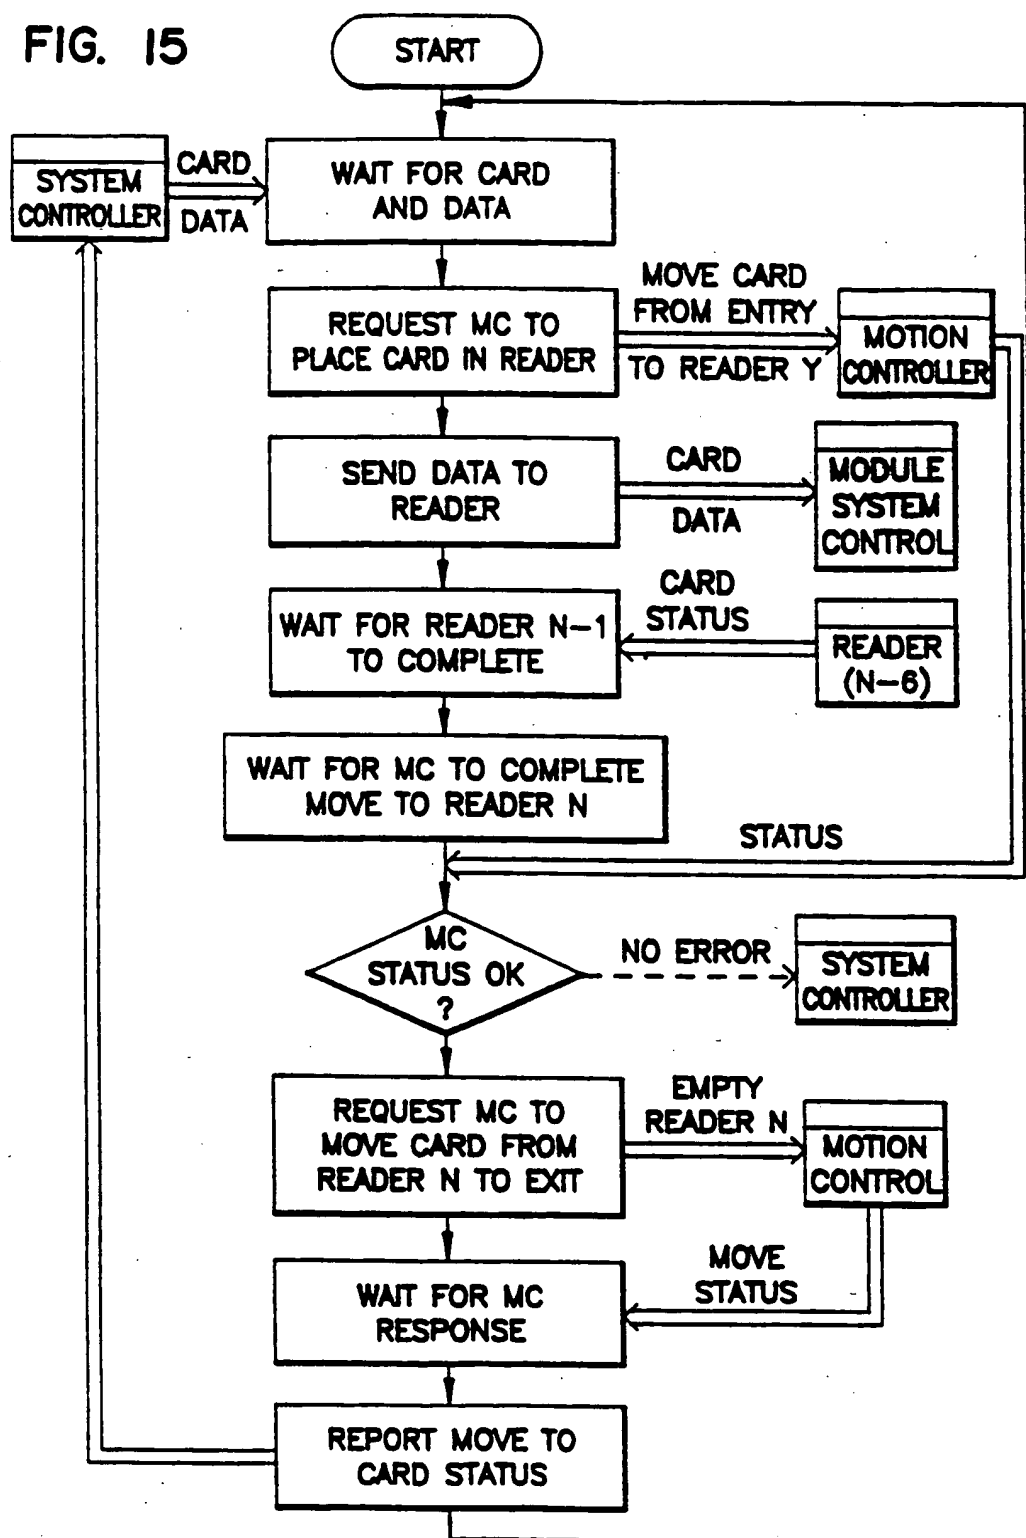 FIG. 15
START
SYSTEM
CONTROLLER
CARD
DATA
WAIT FOR CARD
AND DATA
REQUEST MC TO
PLACE CARD IN READER
MOVE CARD
FROM ENTRY
TO READER Y
MOTION
CONTROLLER
SEND DATA TO
READER
CARD
DATA
MODULE
SYSTEM
CONTROL
WAIT FOR READER N-1
TO COMPLETE
CARD
STATUS
READER
(N-6)
WAIT FOR MC TO COMPLETE
MOVE TO READER N
STATUS
MC
STATUS OK
?
NO ERROR
SYSTEM
CONTROLLER
REQUEST MC TO
MOVE CARD FROM
READER N TO EXIT
EMPTY
READER N
MOTION
CONTROL
WAIT FOR MC
RESPONSE
MOVE
STATUS
REPORT MOVE TO
CARD STATUS